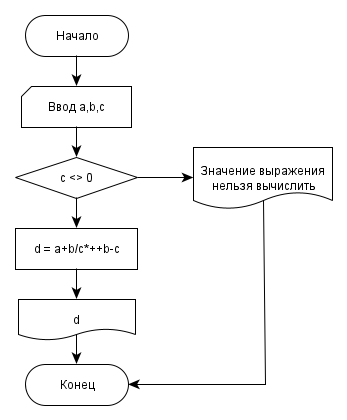 Начало
Ввод a,b,c
c <> 0
Значение выражения
нельзя вычислить
d = a+b/c*++b-c
d
Конец